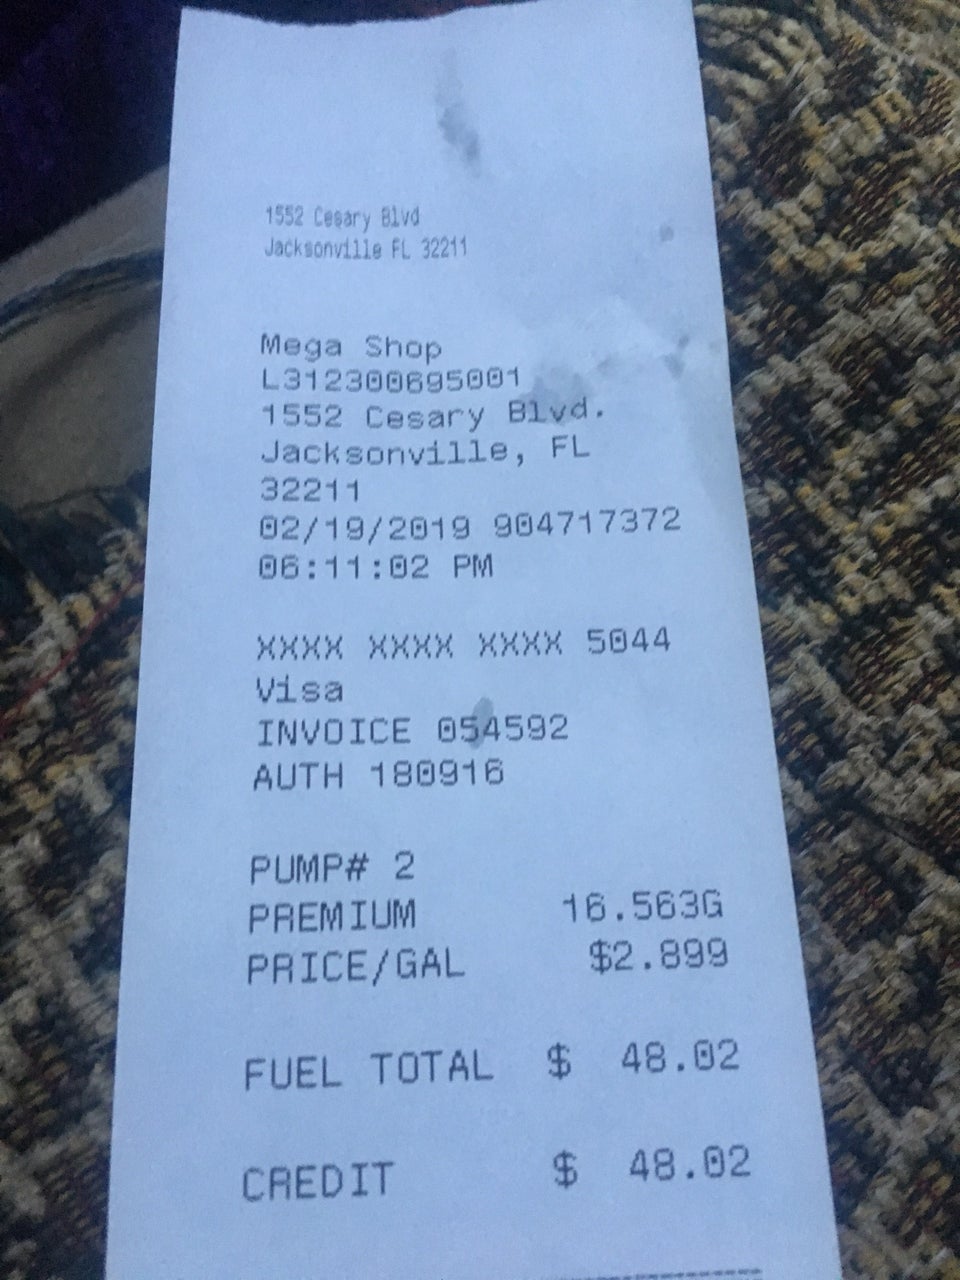 1552 Cesary Blvd
Jacksonville FL 32211
Mega Shop
L312300695001
1552 Cesary Blvd.
Jacksonville, FL
32211
02/19/2019 904717372
06:11:02 PM
XXXX XXXX XXXX 5044
Visa
INVOICE 054592
AUTH 180916
PUMP# 2
PREMIUM 16.563G
PRICE/GAL $2.899
FUEL TOTAL $ 48.02
CREDIT $ 48.02